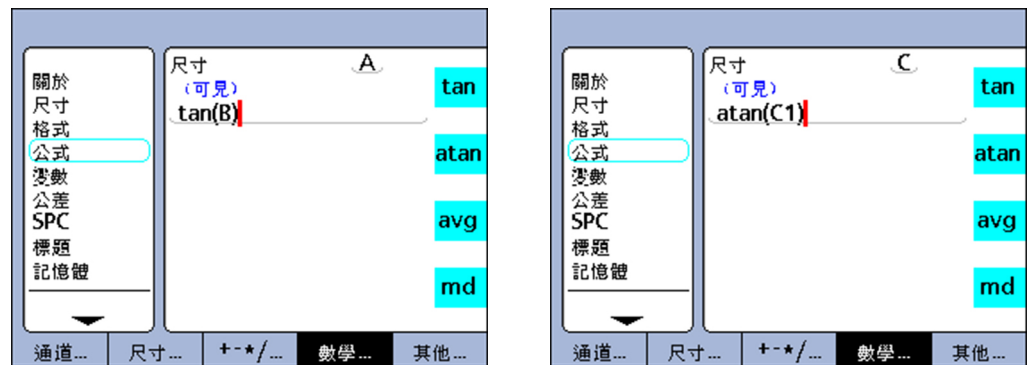 關於
尺寸
格式
公式
變數
公差
SPC
標題
記憶體
尺寸 A
(可見)
tan(B)
tan
atan
avg
md
通道... 尺寸... +-*/... 數學... 其他...
關於
尺寸
格式
公式
變數
公差
SPC
標題
記憶體
尺寸 C
(可見)
atan(C1)
tan
atan
avg
md
通道... 尺寸... +-*/... 數學... 其他...